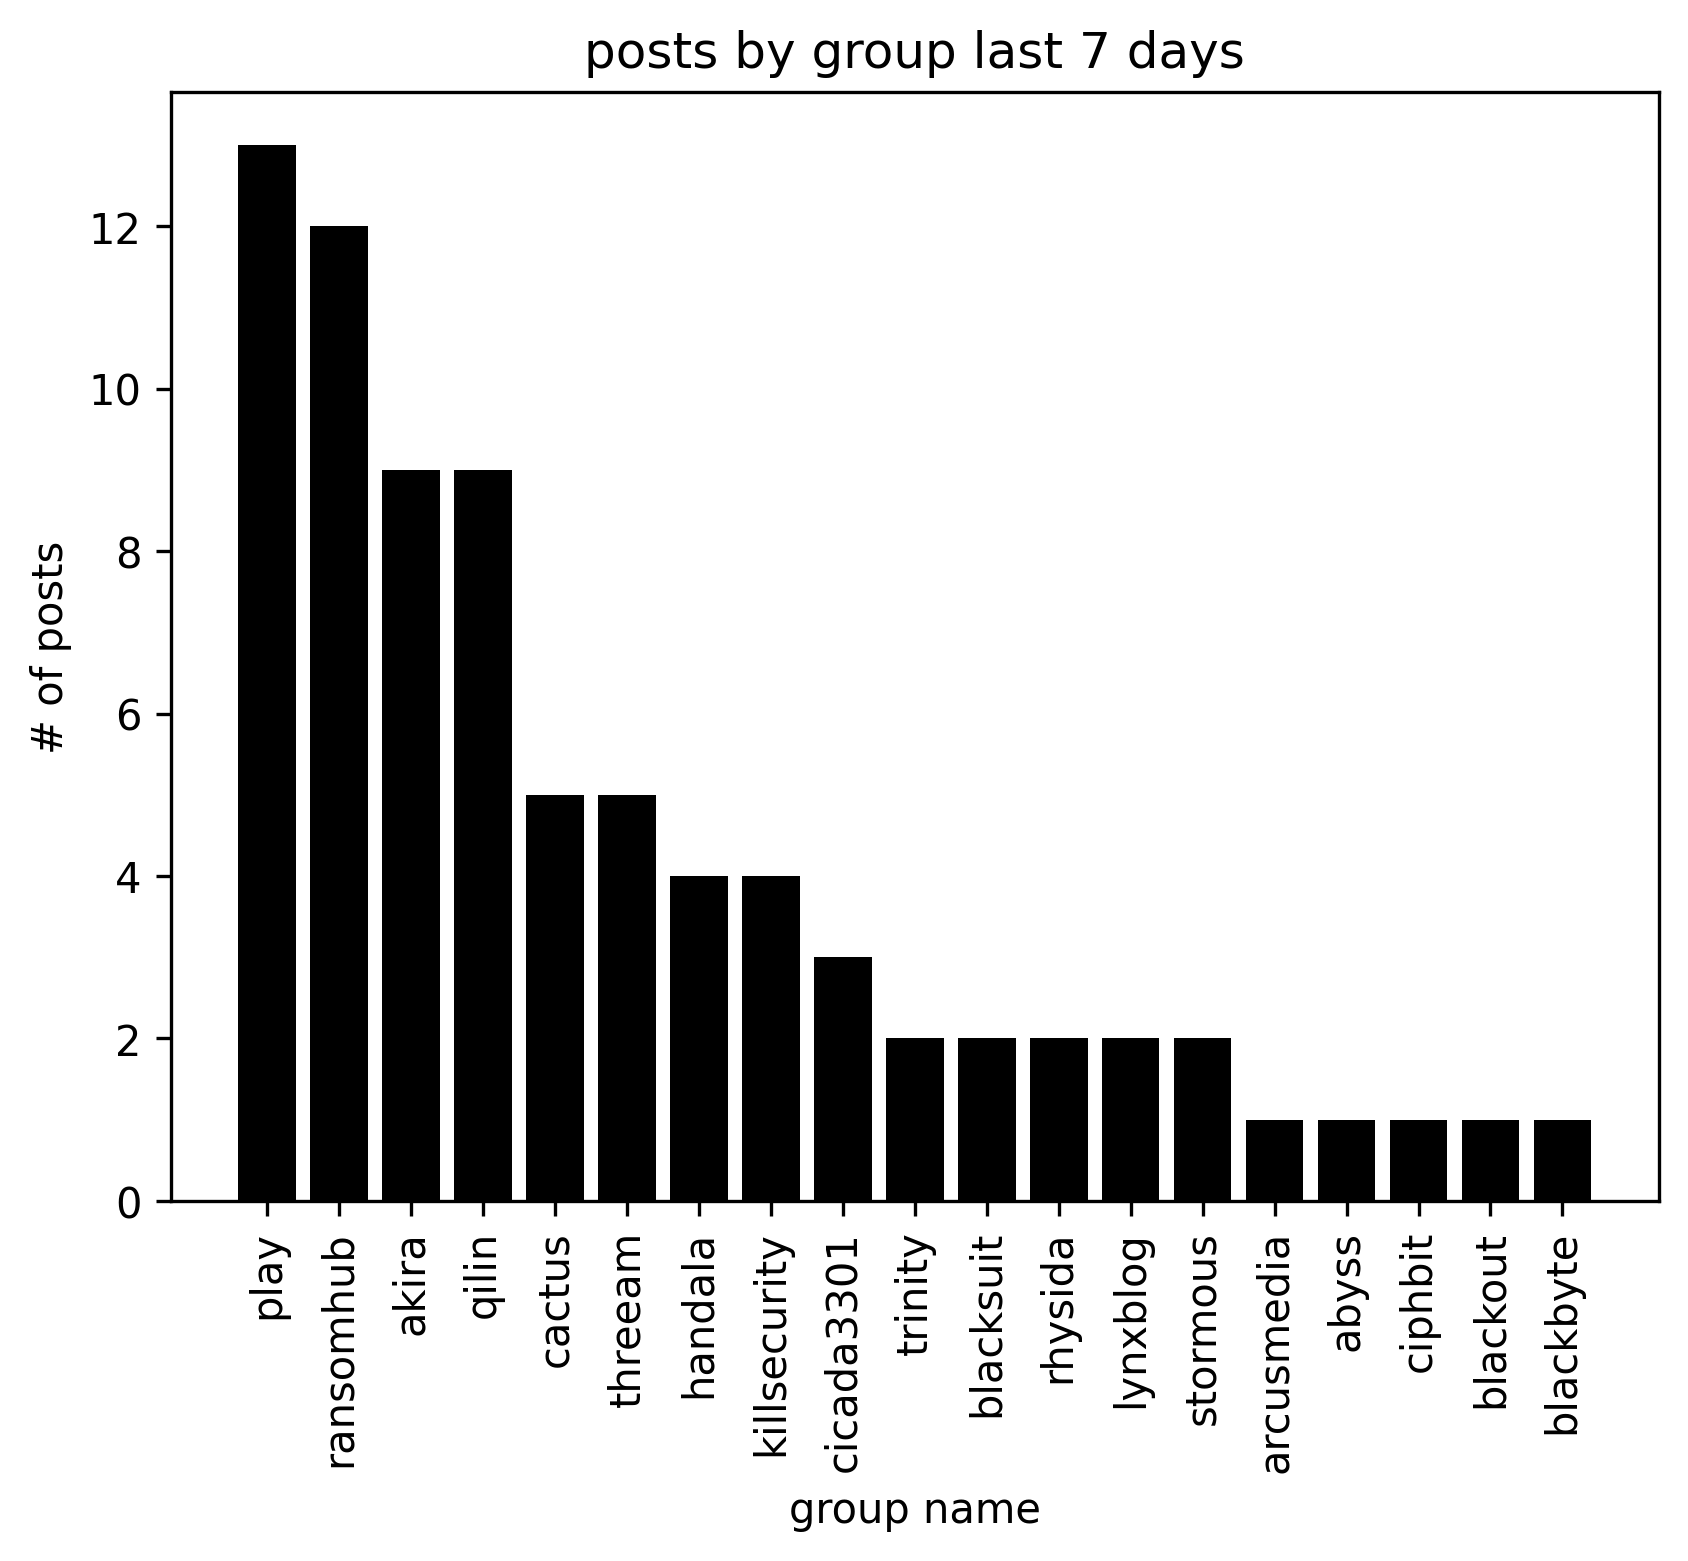 posts by group last 7 days
# of posts
12
10
8
6
4
2
0
play
ransomhub
akira
qilin
cactus
threeam
handala
killsecurity
cicada3301
trinity
blacksuit
rhysida
lynxblog
stormous
arcusmedia
abyss
ciphbit
blackout
blackbyte
group name